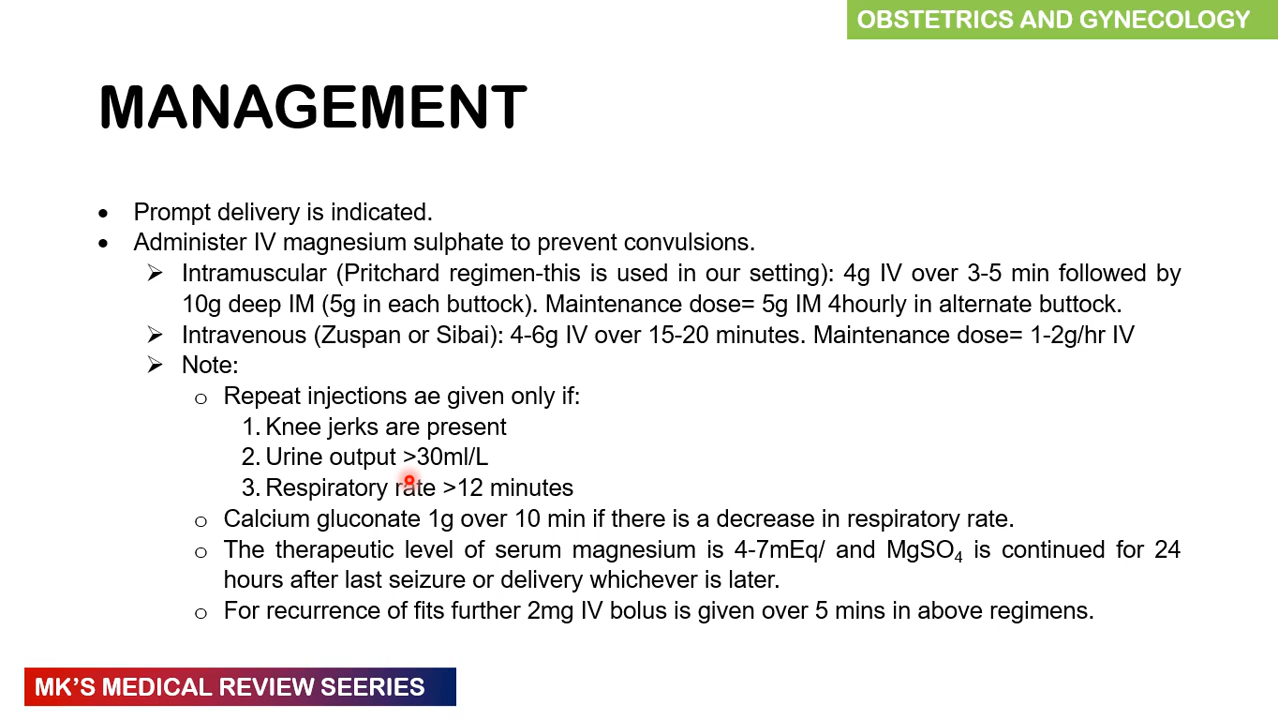 OBSTETRICS AND GYNECOLOGY
MANAGEMENT
• Prompt delivery is indicated.
• Administer IV magnesium sulphate to prevent convulsions.
➢ Intramuscular (Pritchard regimen-this is used in our setting): 4g IV over 3-5 min followed by
10g deep IM (5g in each buttock). Maintenance dose= 5g IM 4hourly in alternate buttock.
➢ Intravenous (Zuspan or Sibai): 4-6g IV over 15-20 minutes. Maintenance dose= 1-2g/hr IV
➢ Note:
o Repeat injections ae given only if:
1. Knee jerks are present
2. Urine output >30ml/L
3. Respiratory rate >12 minutes
o Calcium gluconate 1g over 10 min if there is a decrease in respiratory rate.
o The therapeutic level of serum magnesium is 4-7mEq/ and MgSO₄ is continued for 24
hours after last seizure or delivery whichever is later.
o For recurrence of fits further 2mg IV bolus is given over 5 mins in above regimens.
MK'S MEDICAL REVIEW SEERIES